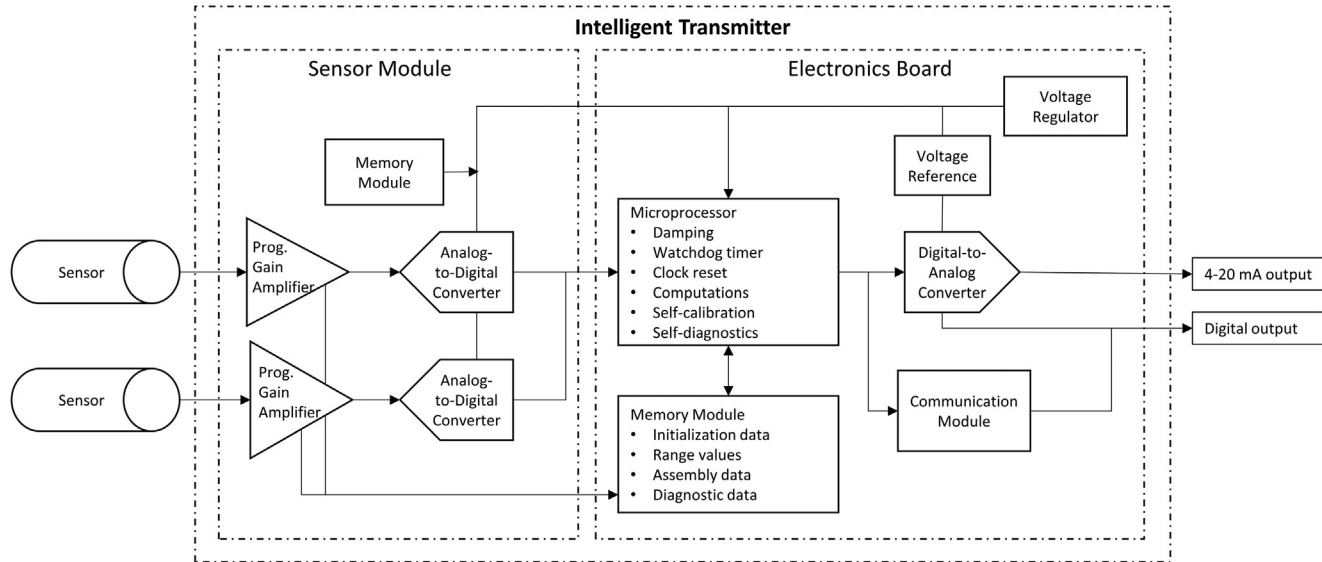 Intelligent Transmitter
Sensor Module
Electronics Board
Voltage
Regulator
Memory
Module
Voltage
Reference
Sensor
Prog.
Gain
Amplifier
Analog-
to-Digital
Converter
Microprocessor
• Damping
• Watchdog timer
• Clock reset
• Computations
• Self-calibration
• Self-diagnostics
Digital-to-
Analog
Converter
4-20 mA output
Digital output
Sensor
Prog.
Gain
Amplifier
Analog-
to-Digital
Converter
Memory Module
• Initialization data
• Range values
• Assembly data
• Diagnostic data
Communication
Module